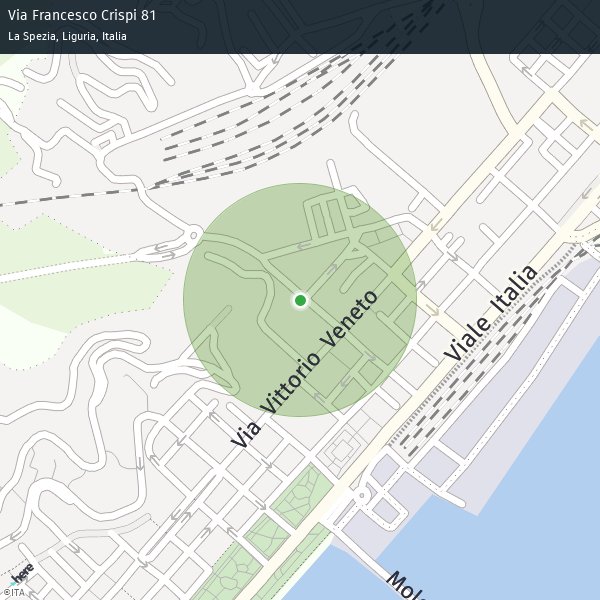 Via Francesco Crispi 81
La Spezia, Liguria, Italia
Viale Italia
Via Vittorio Veneto
Molo
here
©ITA